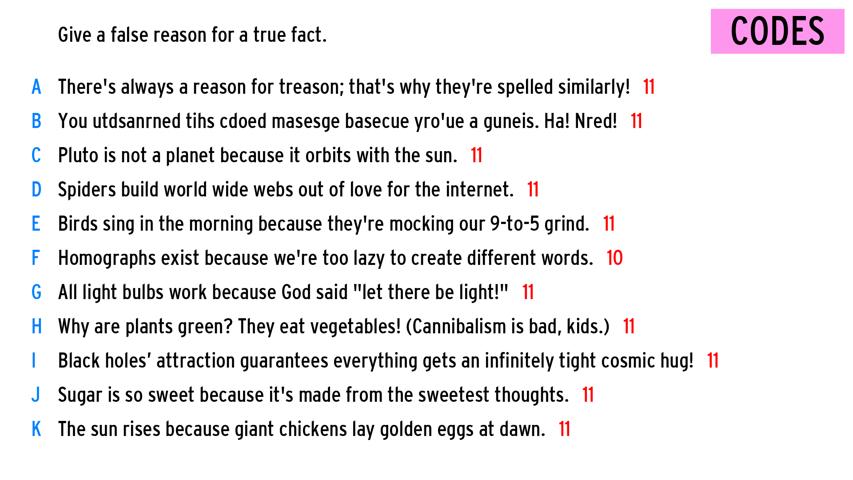 Give a false reason for a true fact.
CODES
A There's always a reason for treason; that's why they're spelled similarly! 11
B You utdsanrned tihs cdoed masesge basecue yro'ue a guneis. Ha! Nred! 11
C Pluto is not a planet because it orbits with the sun. 11
D Spiders build world wide webs out of love for the internet. 11
E Birds sing in the morning because they're mocking our 9-to-5 grind. 11
F Homographs exist because we're too lazy to create different words. 10
G All light bulbs work because God said "let there be light!" 11
H Why are plants green? They eat vegetables! (Cannibalism is bad, kids.) 11
I Black holes’ attraction guarantees everything gets an infinitely tight cosmic hug! 11
J Sugar is so sweet because it's made from the sweetest thoughts. 11
K The sun rises because giant chickens lay golden eggs at dawn. 11